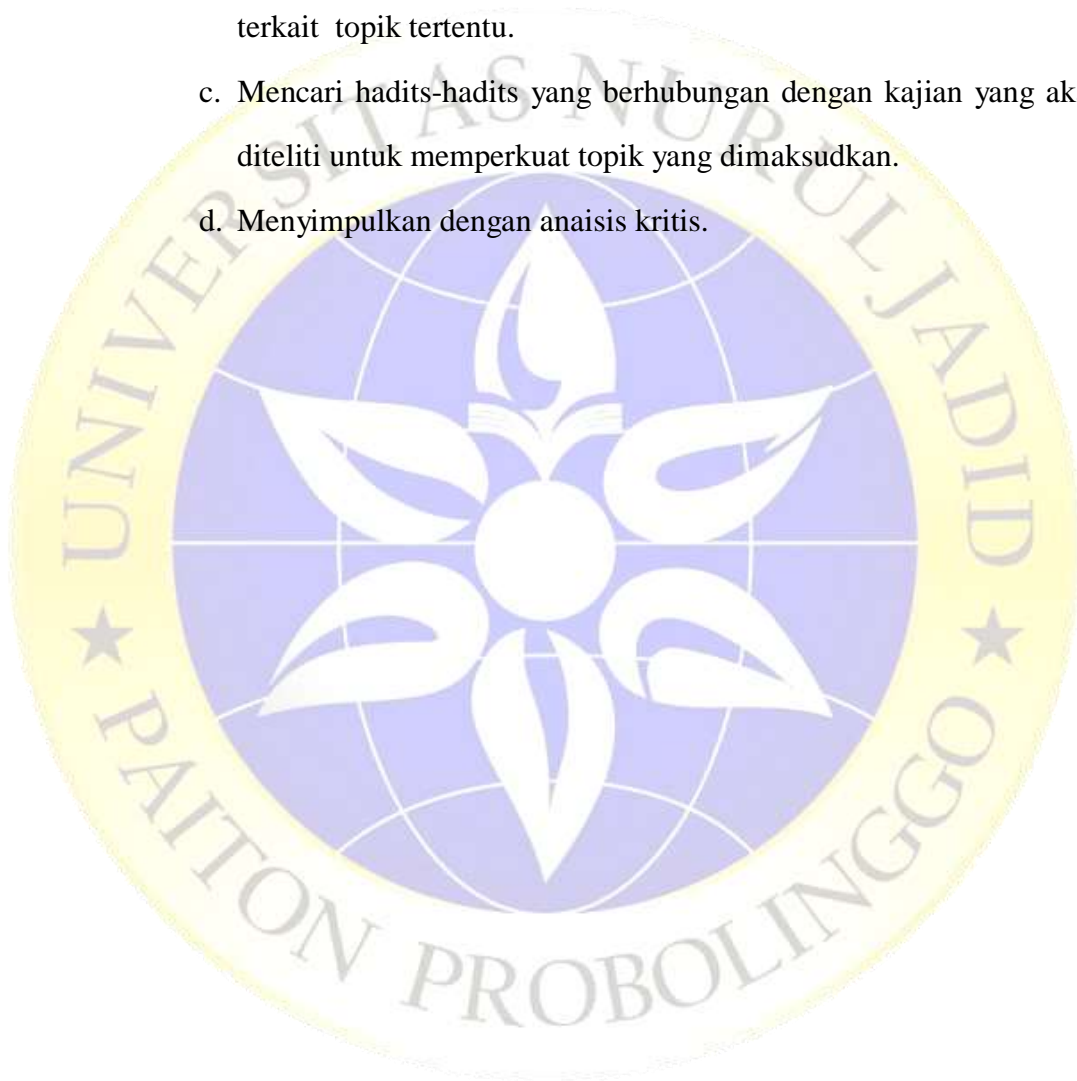 terkait topik tertentu.
c. Mencari hadits-hadits yang berhubungan dengan kajian yang ak
diteliti untuk memperkuat topik yang dimaksudkan.
d. Menyimpulkan dengan anaisis kritis.
UNIVERSITAS NURUL JADID
★ PAITON PROBOLINGGO ★